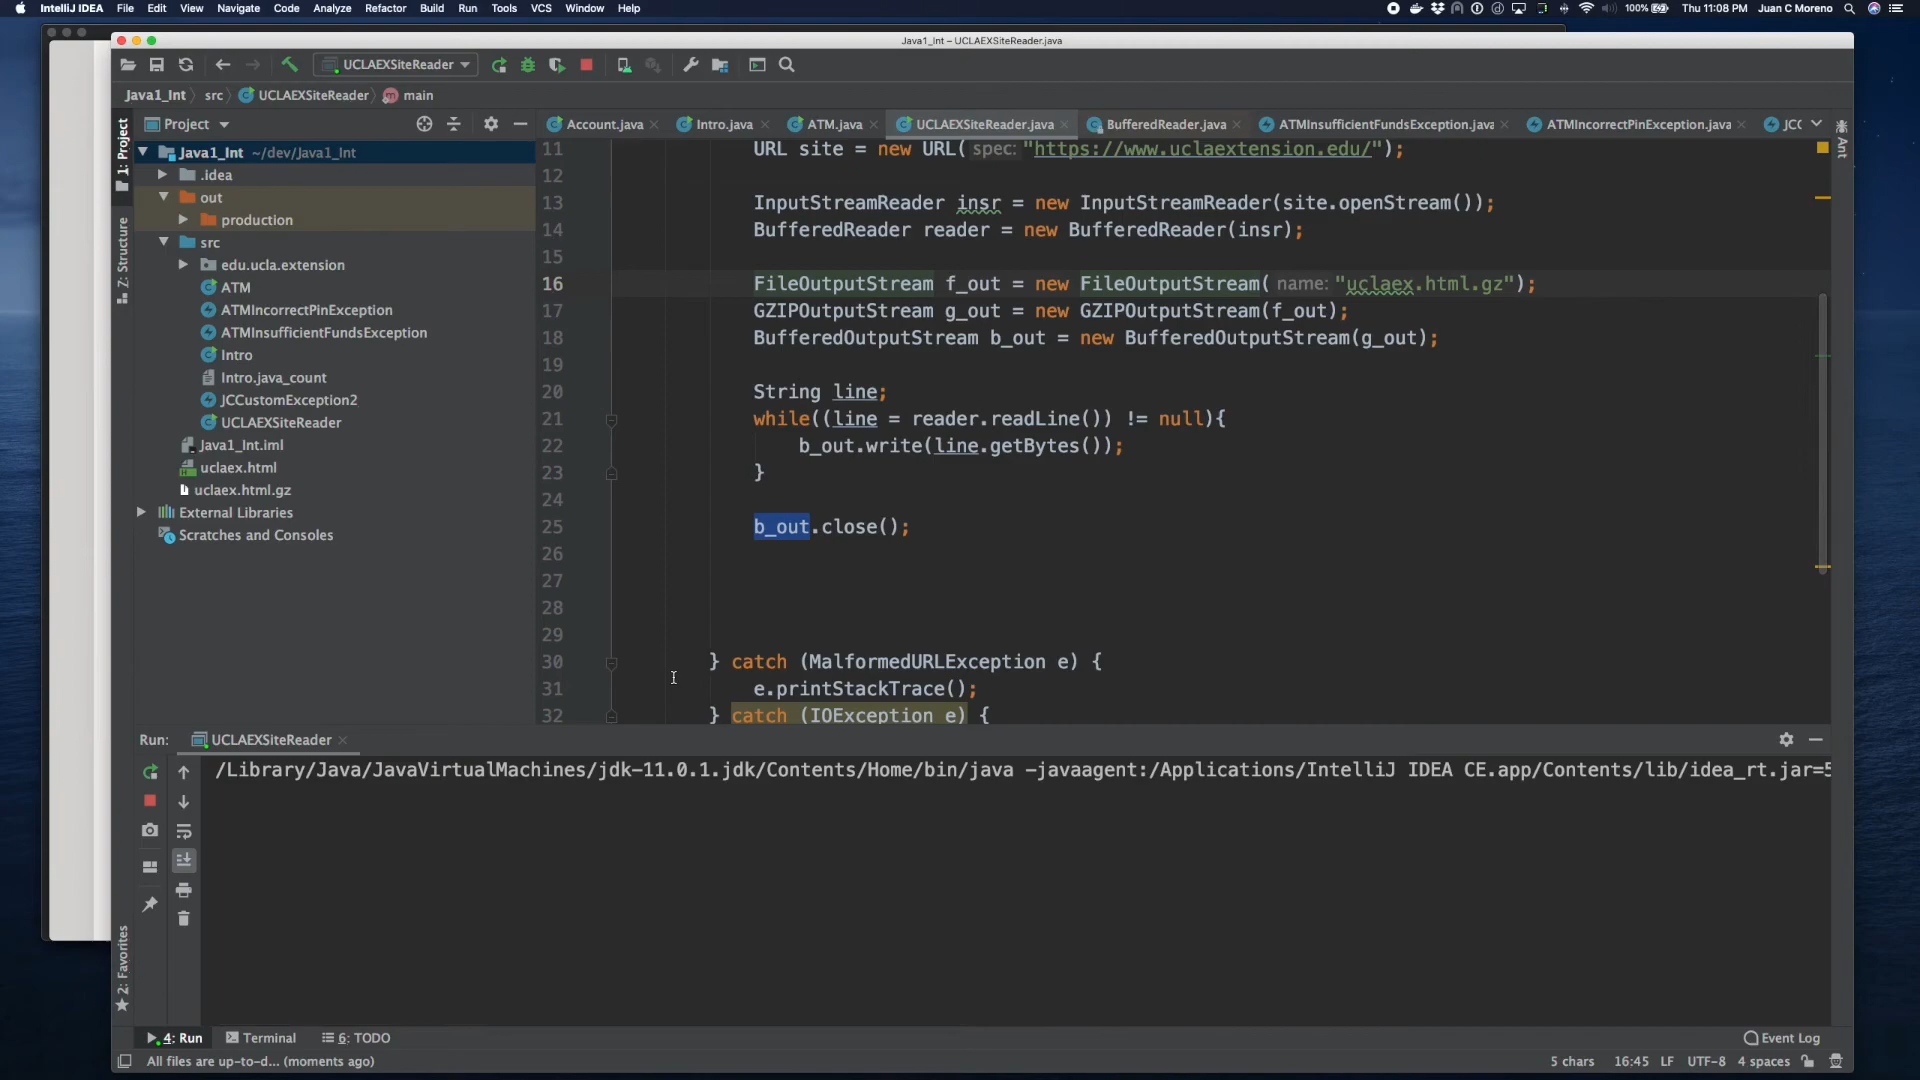 IntelliJ IDEA File Edit View Navigate Code Analyze Refactor Build Run Tools VCS Window Help 100% Thu 11:08 PM Juan C Moreno
Java1_Int – UCLAEXSiteReader.java
UCLAEXSiteReader
Java1_Int src UCLAEXSiteReader main
Project
Account.java Intro.java ATM.java UCLAEXSiteReader.java BufferedReader.java ATMInsufficientFundsException.java ATMIncorrectPinException.java JCC
1: Project
Z: Structure
2: Favorites
Ant
Java1_Int ~/dev/Java1_Int
.idea
out
production
src
edu.ucla.extension
ATM
ATMIncorrectPinException
ATMInsufficientFundsException
Intro
Intro.java_count
JCCustomException2
UCLAEXSiteReader
Java1_Int.iml
uclaex.html
uclaex.html.gz
External Libraries
Scratches and Consoles
11 URL site = new URL( spec: "https://www.uclaextension.edu/");
12
13 InputStreamReader insr = new InputStreamReader(site.openStream());
14 BufferedReader reader = new BufferedReader(insr);
15
16 FileOutputStream f_out = new FileOutputStream( name: "uclaex.html.gz");
17 GZIPOutputStream g_out = new GZIPOutputStream(f_out);
18 BufferedOutputStream b_out = new BufferedOutputStream(g_out);
19
20 String line;
21 while((line = reader.readLine()) != null){
22 b_out.write(line.getBytes());
23 }
24
25 b_out.close();
26
27
28
29
30 } catch (MalformedURLException e) {
31 e.printStackTrace();
32 } catch (IOException e) {
Run: UCLAEXSiteReader
/Library/Java/JavaVirtualMachines/jdk-11.0.1.jdk/Contents/Home/bin/java -javaagent:/Applications/IntelliJ IDEA CE.app/Contents/lib/idea_rt.jar=5
4: Run Terminal 6: TODO Event Log
All files are up-to-d... (moments ago) 5 chars 16:45 LF UTF-8 4 spaces